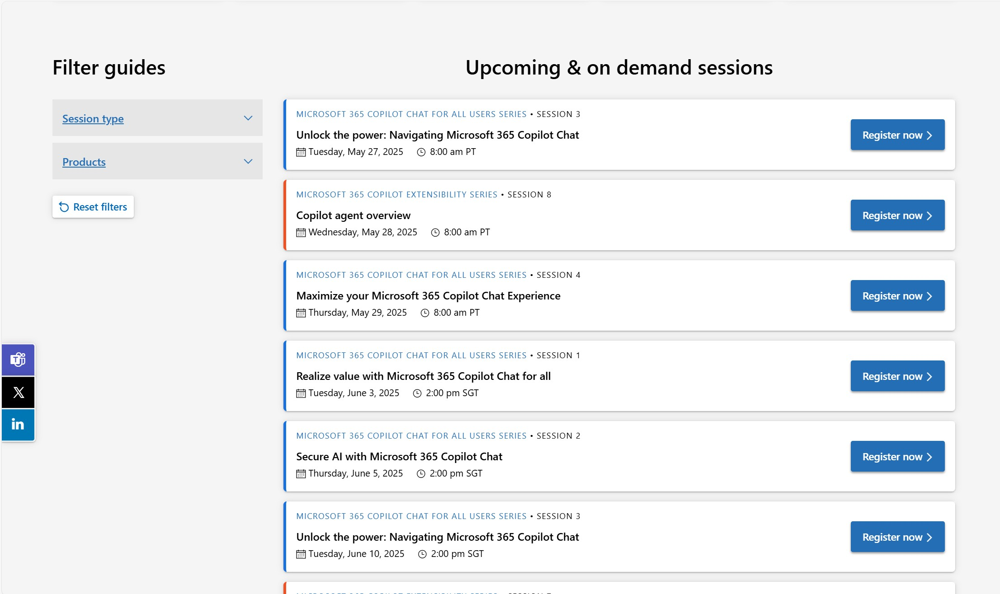 Filter guides
Upcoming & on demand sessions
Session type
Products
Reset filters
MICROSOFT 365 COPILOT CHAT FOR ALL USERS SERIES • SESSION 3
Unlock the power: Navigating Microsoft 365 Copilot Chat
Tuesday, May 27, 2025 8:00 am PT
Register now
MICROSOFT 365 COPILOT EXTENSIBILITY SERIES • SESSION 8
Copilot agent overview
Wednesday, May 28, 2025 8:00 am PT
Register now
MICROSOFT 365 COPILOT CHAT FOR ALL USERS SERIES • SESSION 4
Maximize your Microsoft 365 Copilot Chat Experience
Thursday, May 29, 2025 8:00 am PT
Register now
MICROSOFT 365 COPILOT CHAT FOR ALL USERS SERIES • SESSION 1
Realize value with Microsoft 365 Copilot Chat for all
Tuesday, June 3, 2025 2:00 pm SGT
Register now
MICROSOFT 365 COPILOT CHAT FOR ALL USERS SERIES • SESSION 2
Secure AI with Microsoft 365 Copilot Chat
Thursday, June 5, 2025 2:00 pm SGT
Register now
MICROSOFT 365 COPILOT CHAT FOR ALL USERS SERIES • SESSION 3
Unlock the power: Navigating Microsoft 365 Copilot Chat
Tuesday, June 10, 2025 2:00 pm SGT
Register now